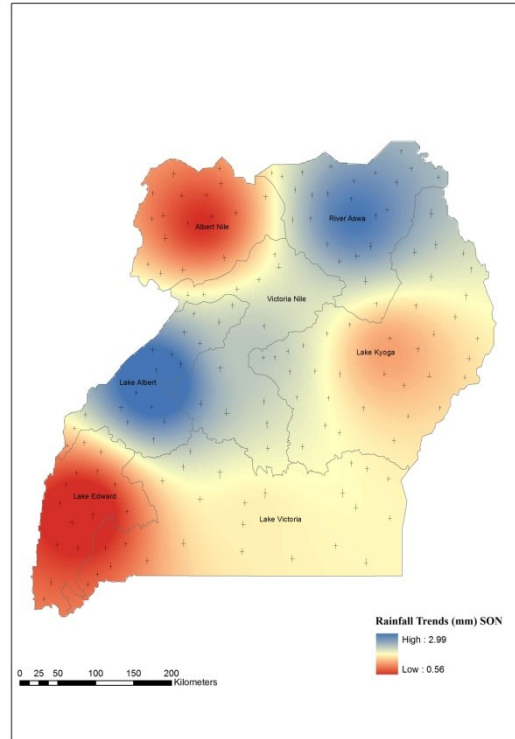 Albert Nile
River Aswa
Victoria Nile
Lake Kyoga
Lake Albert
Lake Edward
Lake Victoria
Rainfall Trends (mm) SON
High : 2.99
Low : 0.56
0 25 50 100 150 200
Kilometers